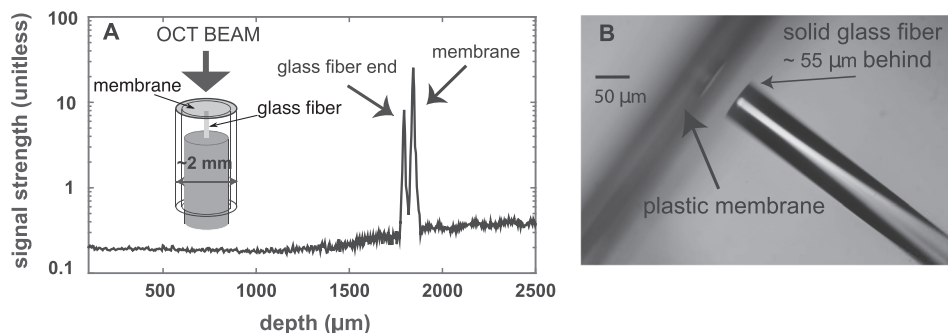 A
OCT BEAM
membrane
glass fiber
~2 mm
glass fiber end
membrane
signal strength (unitless)
100
10
1
0.1
500
1000
1500
2000
2500
depth (µm)
B
solid glass fiber
~ 55 µm behind
50 µm
plastic membrane